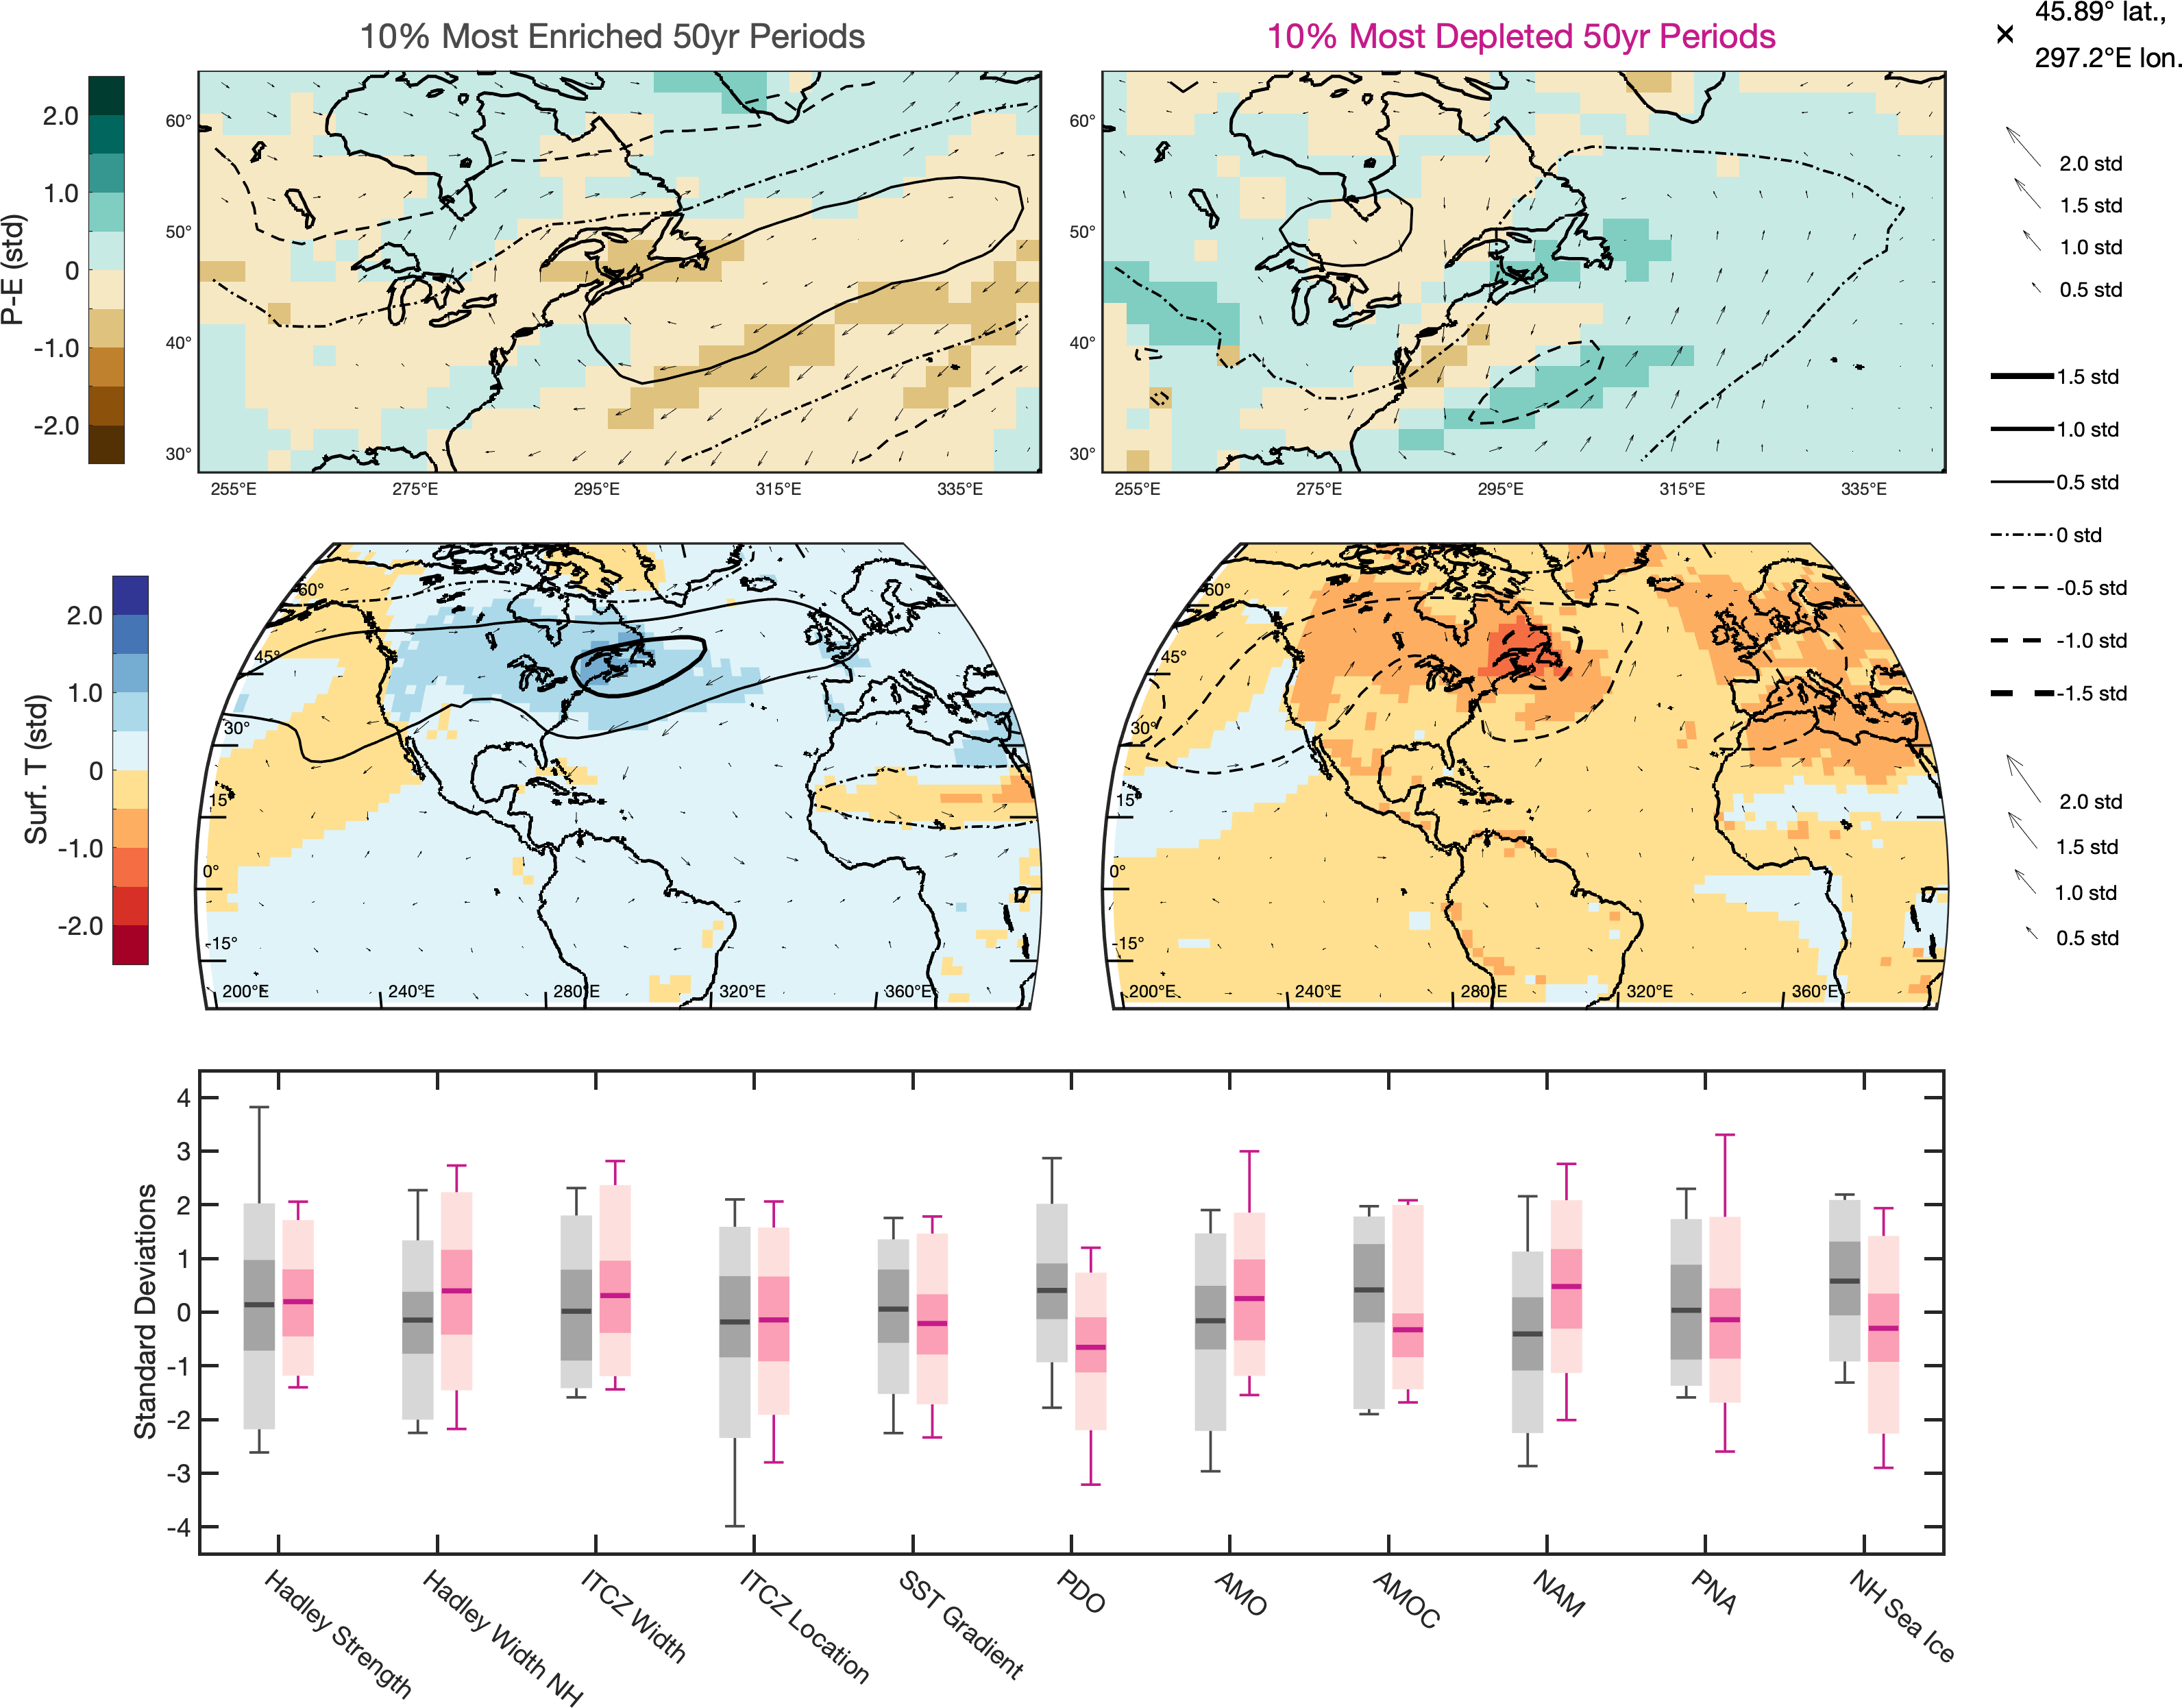 10% Most Enriched 50yr Periods
10% Most Depleted 50yr Periods
45.89° lat.,
297.2°E lon.
P-E (std)
2.0
1.0
0
-1.0
-2.0
60°
50°
40°
30°
255°E
275°E
295°E
315°E
335°E
60°
50°
40°
30°
255°E
275°E
295°E
315°E
335°E
2.0 std
1.5 std
1.0 std
0.5 std
1.5 std
1.0 std
0.5 std
0 std
-0.5 std
-1.0 std
-1.5 std
2.0 std
1.5 std
1.0 std
0.5 std
Surf. T (std)
2.0
1.0
0
-1.0
-2.0
60°
45°
30°
15°
0°
-15°
200°E
240°E
280°E
320°E
360°E
60°
45°
30°
15°
0°
-15°
200°E
240°E
280°E
320°E
360°E
Standard Deviations
4
3
2
1
0
-1
-2
-3
-4
Hadley Strength
Hadley Width NH
ITCZ Width
ITCZ Location
SST Gradient
PDO
AMO
AMOC
NAM
PNA
NH Sea Ice